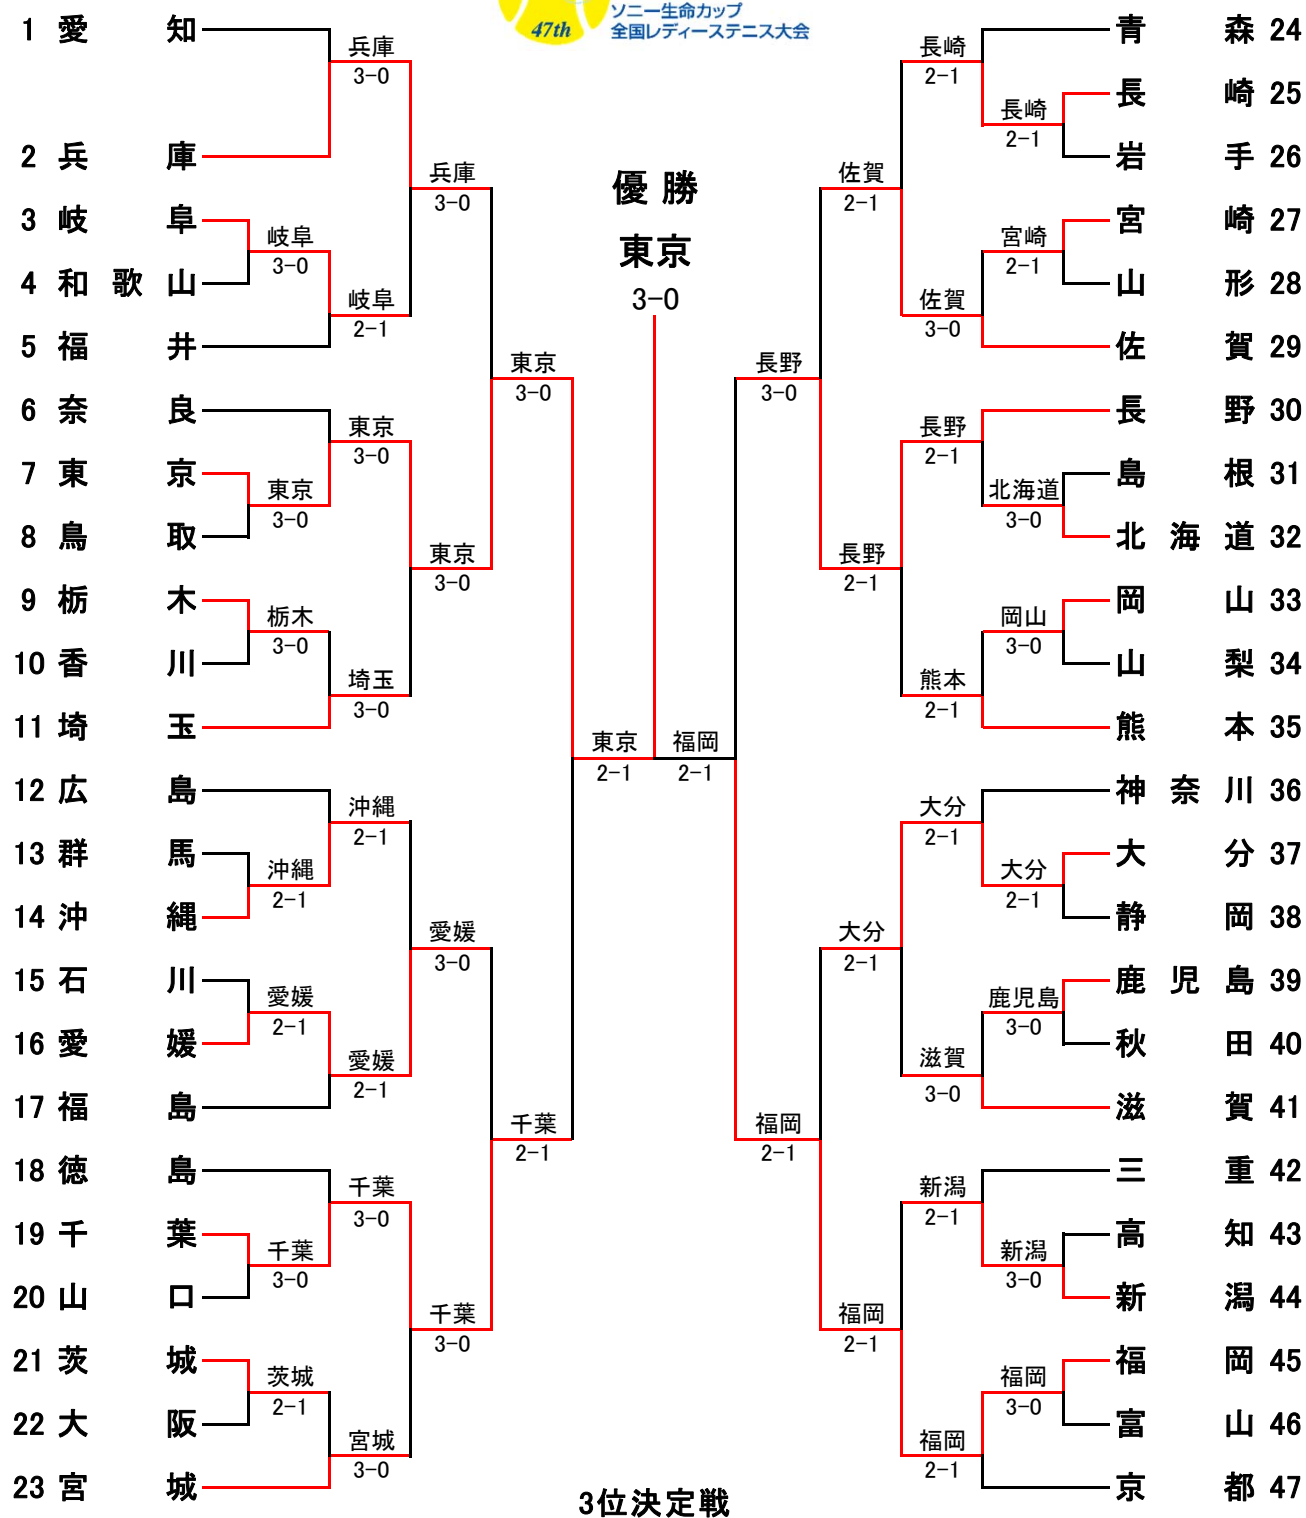 47th
ソニー生命カップ
全国レディーステニス大会
優勝
東京
3-0
1 愛知
2 兵庫
3 岐阜
4 和歌山
5 福井
6 奈良
7 東京
8 鳥取
9 栃木
10 香川
11 埼玉
12 広島
13 群馬
14 沖縄
15 石川
16 愛媛
17 福島
18 徳島
19 千葉
20 山口
21 茨城
22 大阪
23 宮城
岐阜
3-0
東京
3-0
栃木
3-0
沖縄
2-1
愛媛
2-1
千葉
3-0
茨城
2-1
兵庫
3-0
岐阜
2-1
東京
3-0
埼玉
3-0
沖縄
2-1
愛媛
2-1
千葉
3-0
宮城
3-0
兵庫
3-0
東京
3-0
愛媛
3-0
千葉
3-0
東京
3-0
千葉
2-1
東京
2-1
福岡
2-1
長野
3-0
福岡
2-1
佐賀
2-1
長野
2-1
大分
2-1
福岡
2-1
長崎
2-1
佐賀
3-0
長野
2-1
熊本
2-1
大分
2-1
滋賀
3-0
新潟
2-1
福岡
2-1
長崎
2-1
宮崎
2-1
北海道
3-0
岡山
3-0
大分
2-1
鹿児島
3-0
新潟
3-0
福岡
3-0
青森 24
長崎 25
岩手 26
宮崎 27
山形 28
佐賀 29
長野 30
島根 31
北海道 32
岡山 33
山梨 34
熊本 35
神奈川 36
大分 37
静岡 38
鹿児島 39
秋田 40
滋賀 41
三重 42
高知 43
新潟 44
福岡 45
富山 46
京都 47
3位決定戦